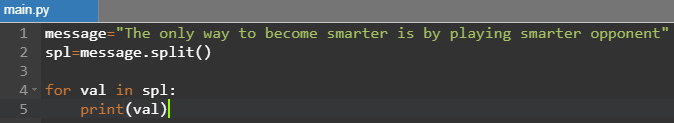 main.py
1 message="The only way to become smarter is by playing smarter opponent"
2 spl=message.split()
3
4 for val in spl:
5     print(val)